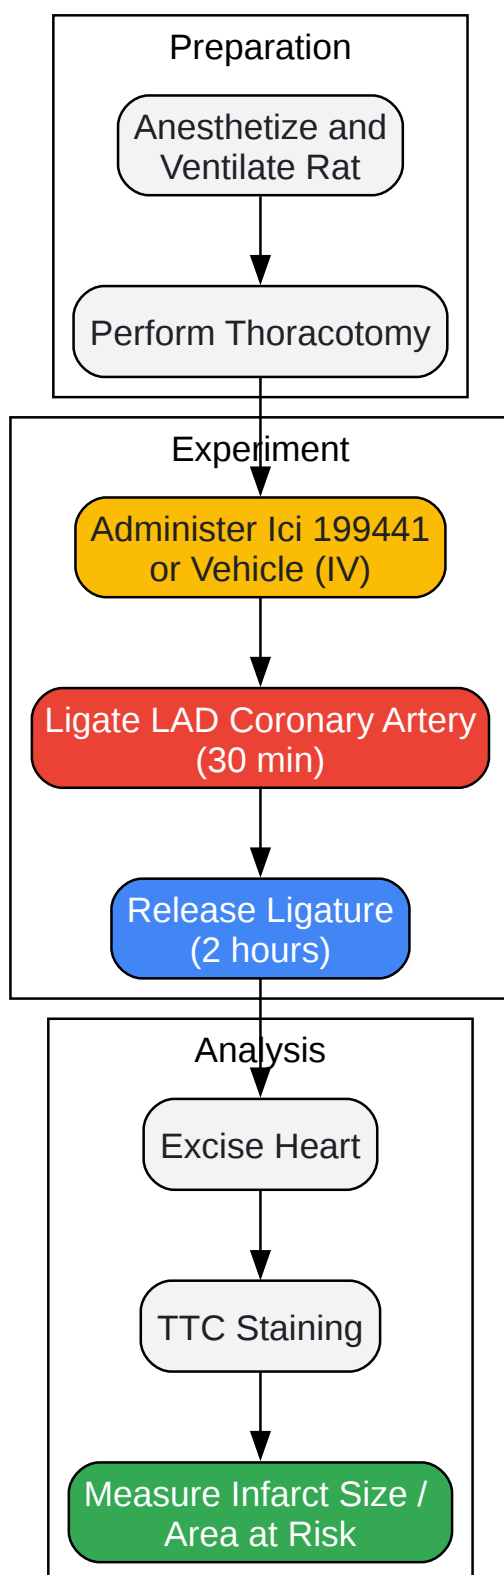 Preparation
Anesthetize and
Ventilate Rat
Perform Thoracotomy
Experiment
Administer Ici 199441
or Vehicle (IV)
Ligate LAD Coronary Artery
(30 min)
Release Ligature
(2 hours)
Analysis
Excise Heart
TTC Staining
Measure Infarct Size /
Area at Risk